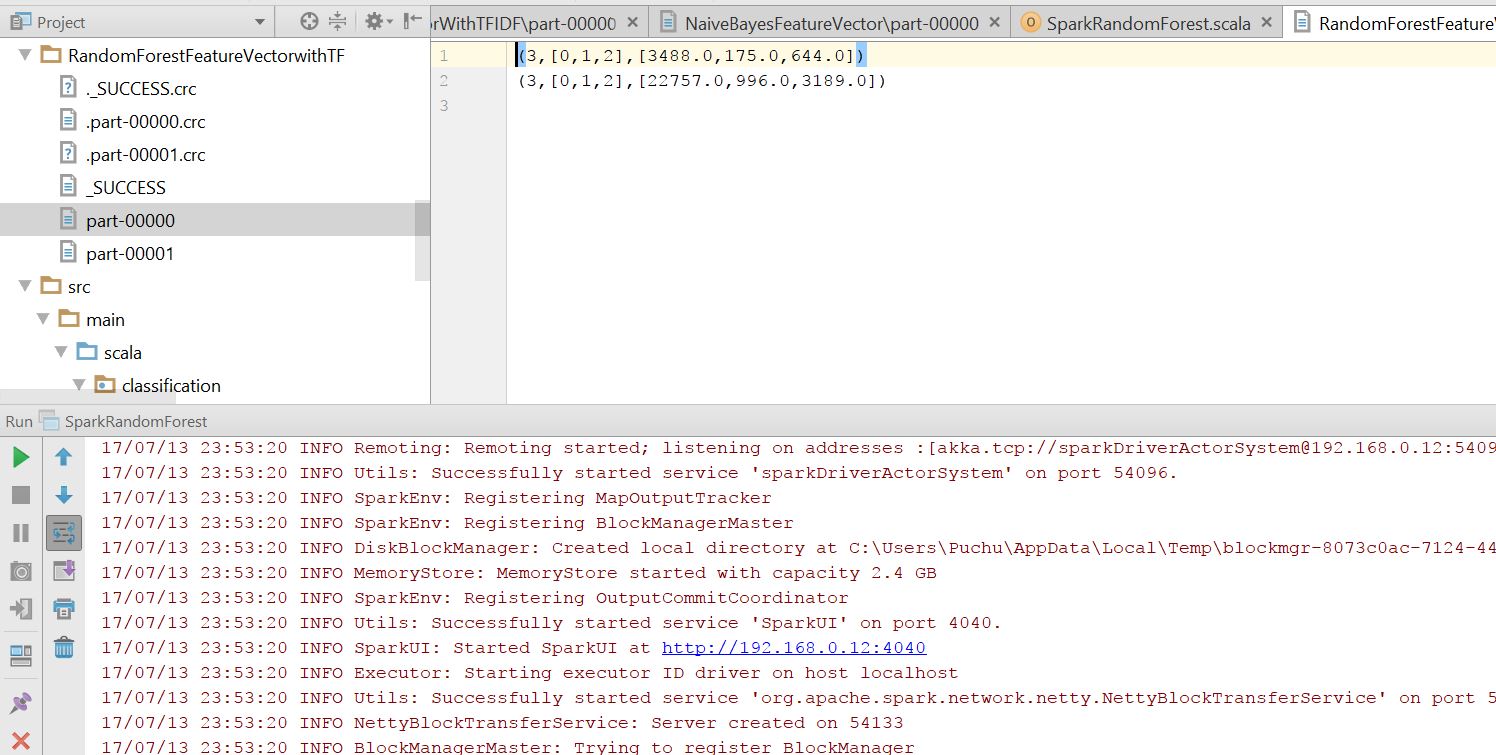 Project
orWithTFIDF\part-00000
NaiveBayesFeatureVector\part-00000
SparkRandomForest.scala
RandomForestFeature
RandomForestFeatureVectorwithTF
._SUCCESS.crc
.part-00000.crc
.part-00001.crc
_SUCCESS
part-00000
part-00001
src
main
scala
classification
1 (3,[0,1,2],[3488.0,175.0,644.0])
2 (3,[0,1,2],[22757.0,996.0,3189.0])
3
Run SparkRandomForest
17/07/13 23:53:20 INFO Remoting: Remoting started; listening on addresses :[akka.tcp://sparkDriverActorSystem@192.168.0.12:5409
17/07/13 23:53:20 INFO Utils: Successfully started service 'sparkDriverActorSystem' on port 54096.
17/07/13 23:53:20 INFO SparkEnv: Registering MapOutputTracker
17/07/13 23:53:20 INFO SparkEnv: Registering BlockManagerMaster
17/07/13 23:53:20 INFO DiskBlockManager: Created local directory at C:\Users\Puchu\AppData\Local\Temp\blockmgr-8073c0ac-7124-44
17/07/13 23:53:20 INFO MemoryStore: MemoryStore started with capacity 2.4 GB
17/07/13 23:53:20 INFO SparkEnv: Registering OutputCommitCoordinator
17/07/13 23:53:20 INFO Utils: Successfully started service 'SparkUI' on port 4040.
17/07/13 23:53:20 INFO SparkUI: Started SparkUI at http://192.168.0.12:4040
17/07/13 23:53:20 INFO Executor: Starting executor ID driver on host localhost
17/07/13 23:53:20 INFO Utils: Successfully started service 'org.apache.spark.network.netty.NettyBlockTransferService' on port 5
17/07/13 23:53:20 INFO NettyBlockTransferService: Server created on 54133
17/07/13 23:53:20 INFO BlockManagerMaster: Trying to register BlockManager